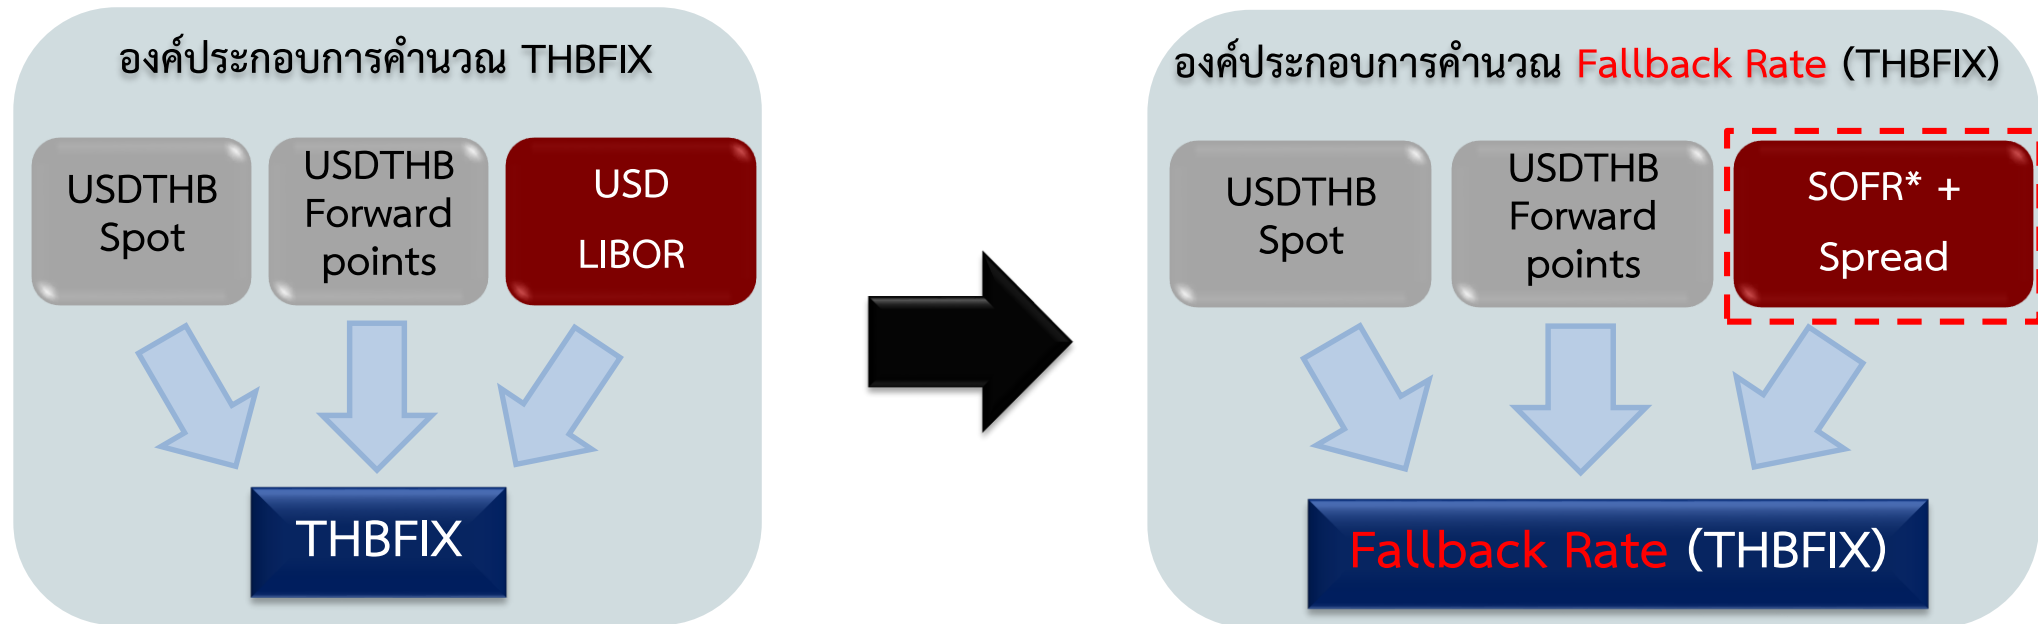 องค์ประกอบการคำนวณ THBFIX
USDTHB
Spot
USDTHB
Forward
points
USD
LIBOR
THBFIX
องค์ประกอบการคำนวณ Fallback Rate (THBFIX)
USDTHB
Spot
USDTHB
Forward
points
SOFR* +
Spread
Fallback Rate (THBFIX)